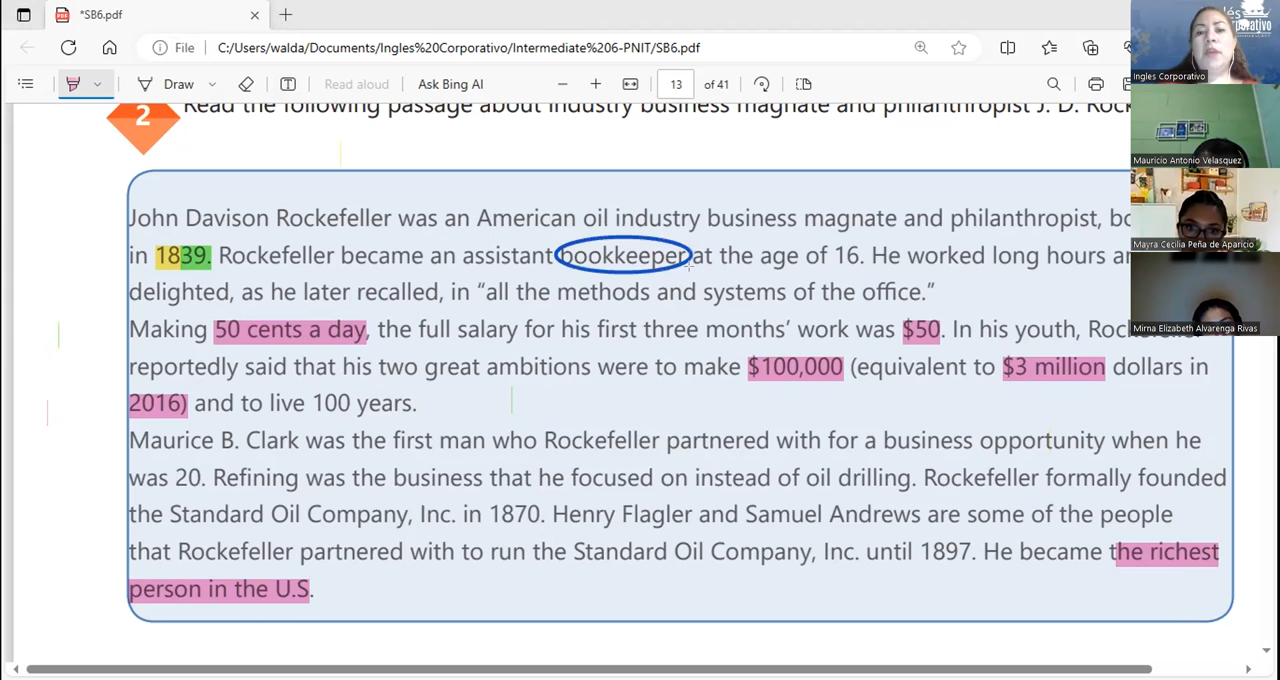 *SB6.pdf
File C:/Users/walda/Documents/Ingles%20Corporativo/Intermediate%206-PNIT/SB6.pdf
Draw Read aloud Ask Bing AI 13 of 41
2 Read the following passage about industry business magnate and philanthropist J. D.
John Davison Rockefeller was an American oil industry business magnate and philanthropist,
in 1839. Rockefeller became an assistant bookkeeper at the age of 16. He worked long hours
delighted, as he later recalled, in “all the methods and systems of the office.”
Making 50 cents a day, the full salary for his first three months’ work was $50. In his youth,
reportedly said that his two great ambitions were to make $100,000 (equivalent to $3 million dollars in
2016) and to live 100 years.
Maurice B. Clark was the first man who Rockefeller partnered with for a business opportunity when he
was 20. Refining was the business that he focused on instead of oil drilling. Rockefeller formally founded
the Standard Oil Company, Inc. in 1870. Henry Flagler and Samuel Andrews are some of the people
that Rockefeller partnered with to run the Standard Oil Company, Inc. until 1897. He became the richest
person in the U.S.
Ingles Corporativo
Mauricio Antonio Velasquez
Mayra Cecilia Peña de Aparicio
Mirna Elizabeth Alvarenga Rivas